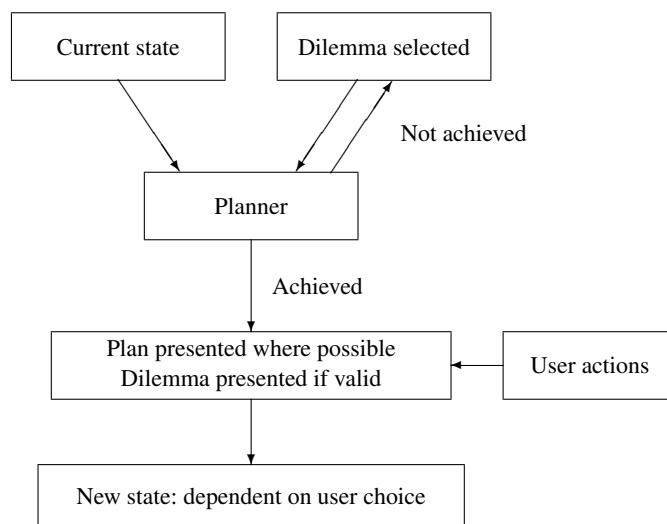 Current state
Dilemma selected
Not achieved
Planner
Achieved
Plan presented where possible
Dilemma presented if valid
User actions
New state: dependent on user choice